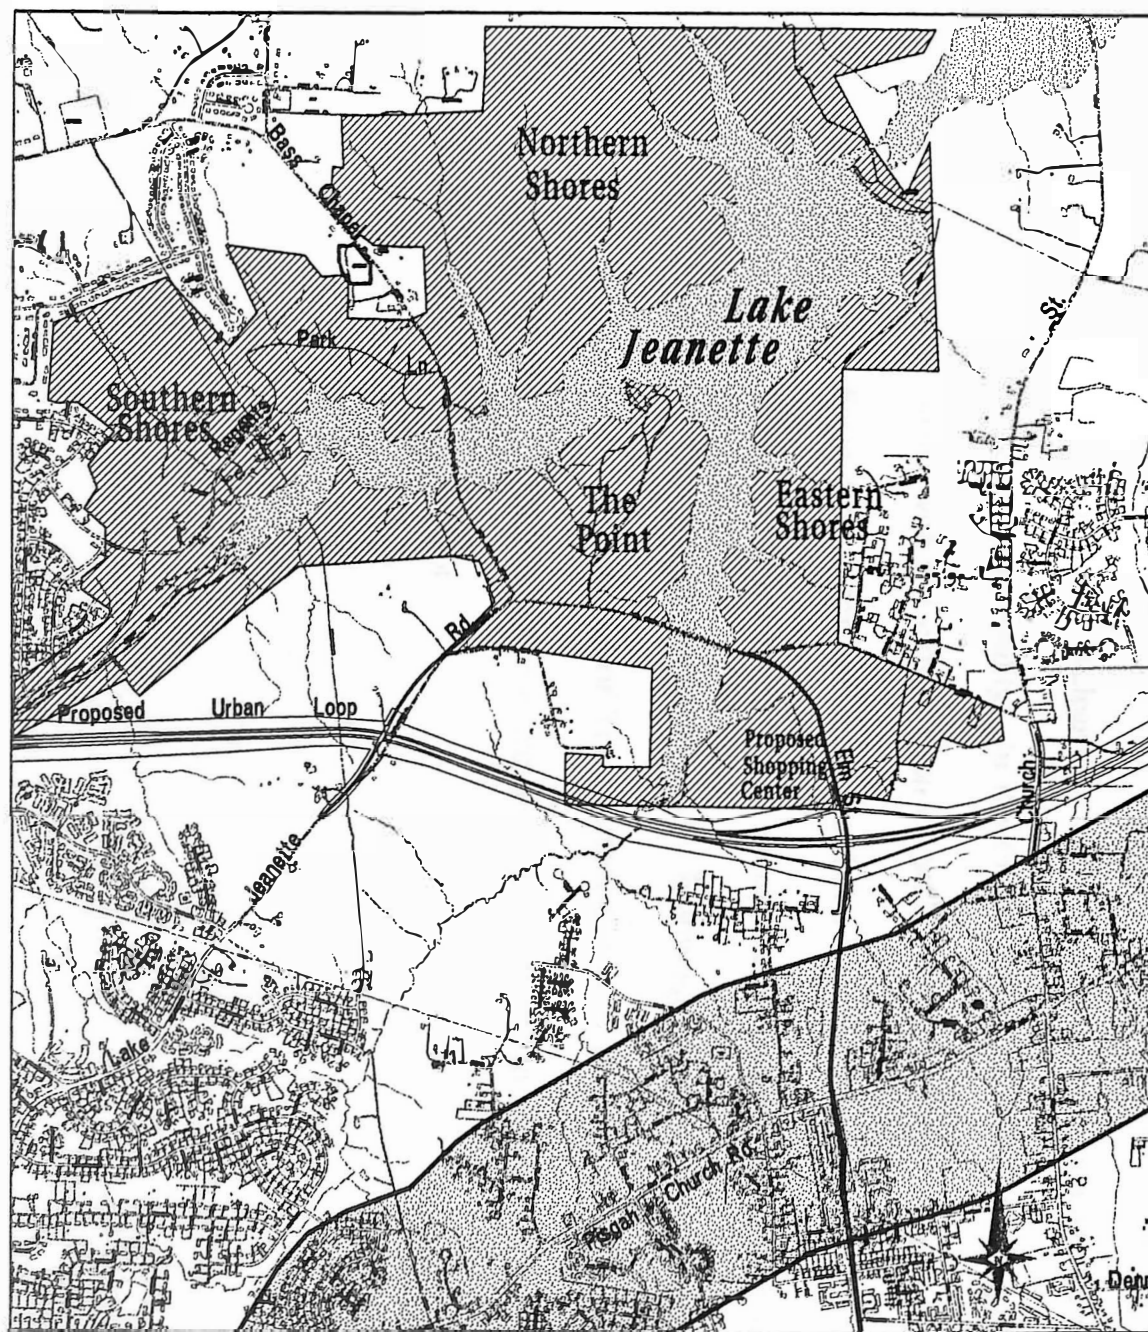 Northern
Shores
Bass
Chapel
Lake
Jeanette
St.
Park
Ln.
Southern
Shores
Regents
The
Point
Eastern
Shores
Rd.
Proposed Urban Loop
Proposed
Shopping
Center
Elm St.
Church
Jeanette
Lake
Pisgah Church Rd.